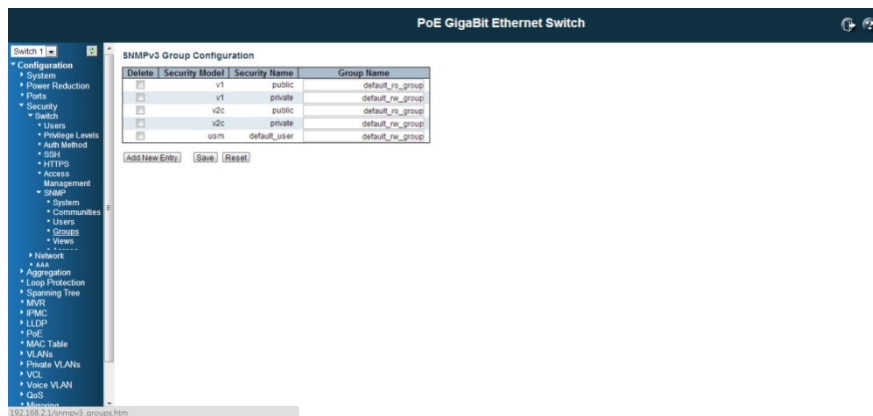 PoE GigaBit Ethernet Switch
Switch 1
Configuration
System
Power Reduction
Ports
Security
Switch
Users
Privilege Levels
Auth Method
SSH
HTTPS
Access
Management
SNMP
System
Communities
Users
Groups
Views
Network
AAA
Aggregation
Loop Protection
Spanning Tree
MVR
IPMC
LLDP
PoE
MAC Table
VLANs
Private VLANs
VCL
Voice VLAN
QoS
Mirroring
SNMPv3 Group Configuration
Delete Security Model Security Name Group Name
v1 public default_ro_group
v1 private default_rw_group
v2c public default_ro_group
v2c private default_rw_group
usm default_user default_rw_group
Add New Entry Save Reset
192.168.2.1/snmpv3_groups.htm